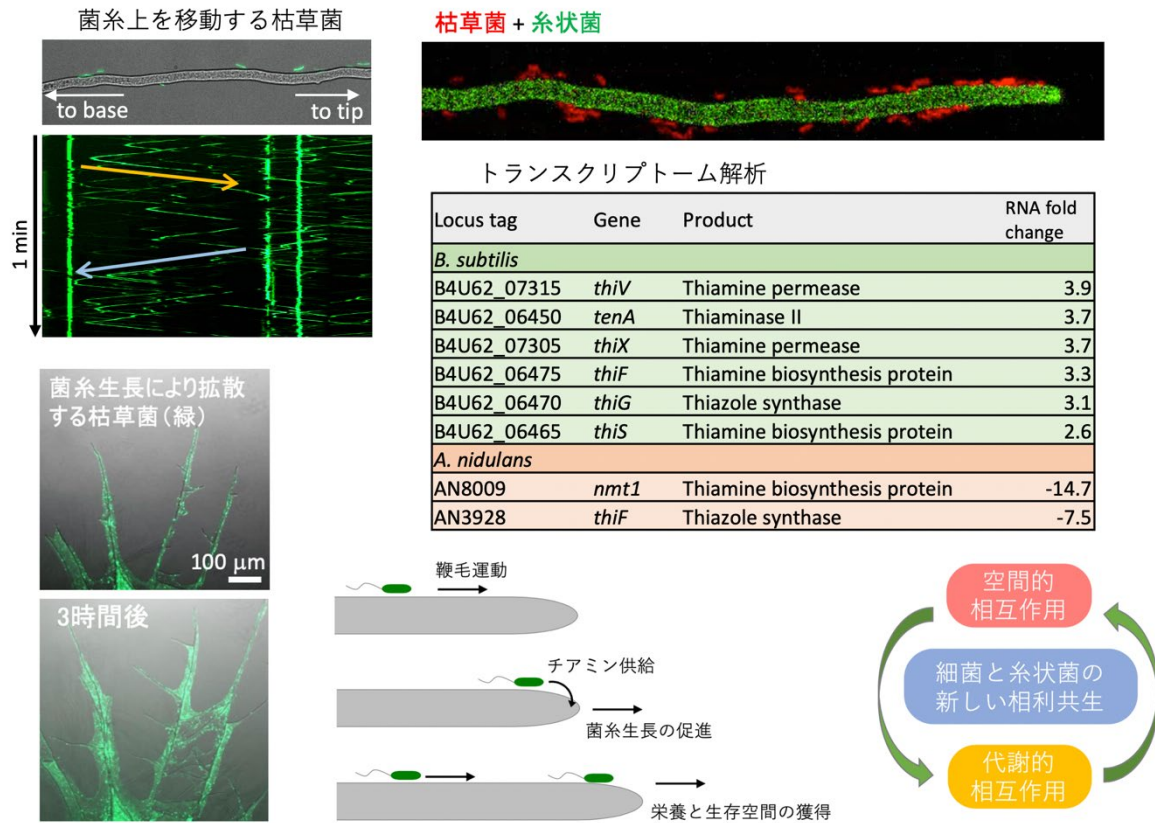 菌糸上を移動する枯草菌
to base
to tip
1 min
枯草菌 + 糸状菌
トランスクリプトーム解析
Locus tag Gene Product RNA fold change
B. subtilis
B4U62_07315 thiV Thiamine permease 3.9
B4U62_06450 tenA Thiaminase II 3.7
B4U62_07305 thiX Thiamine permease 3.7
B4U62_06475 thiF Thiamine biosynthesis protein 3.3
B4U62_06470 thiG Thiazole synthase 3.1
B4U62_06465 thiS Thiamine biosynthesis protein 2.6
A. nidulans
AN8009 nmt1 Thiamine biosynthesis protein -14.7
AN3928 thiF Thiazole synthase -7.5
菌糸生長により拡散
する枯草菌(緑)
100 μm
3時間後
鞭毛運動
チアミン供給
菌糸生長の促進
栄養と生存空間の獲得
空間的
相互作用
細菌と糸状菌の
新しい相利共生
代謝的
相互作用